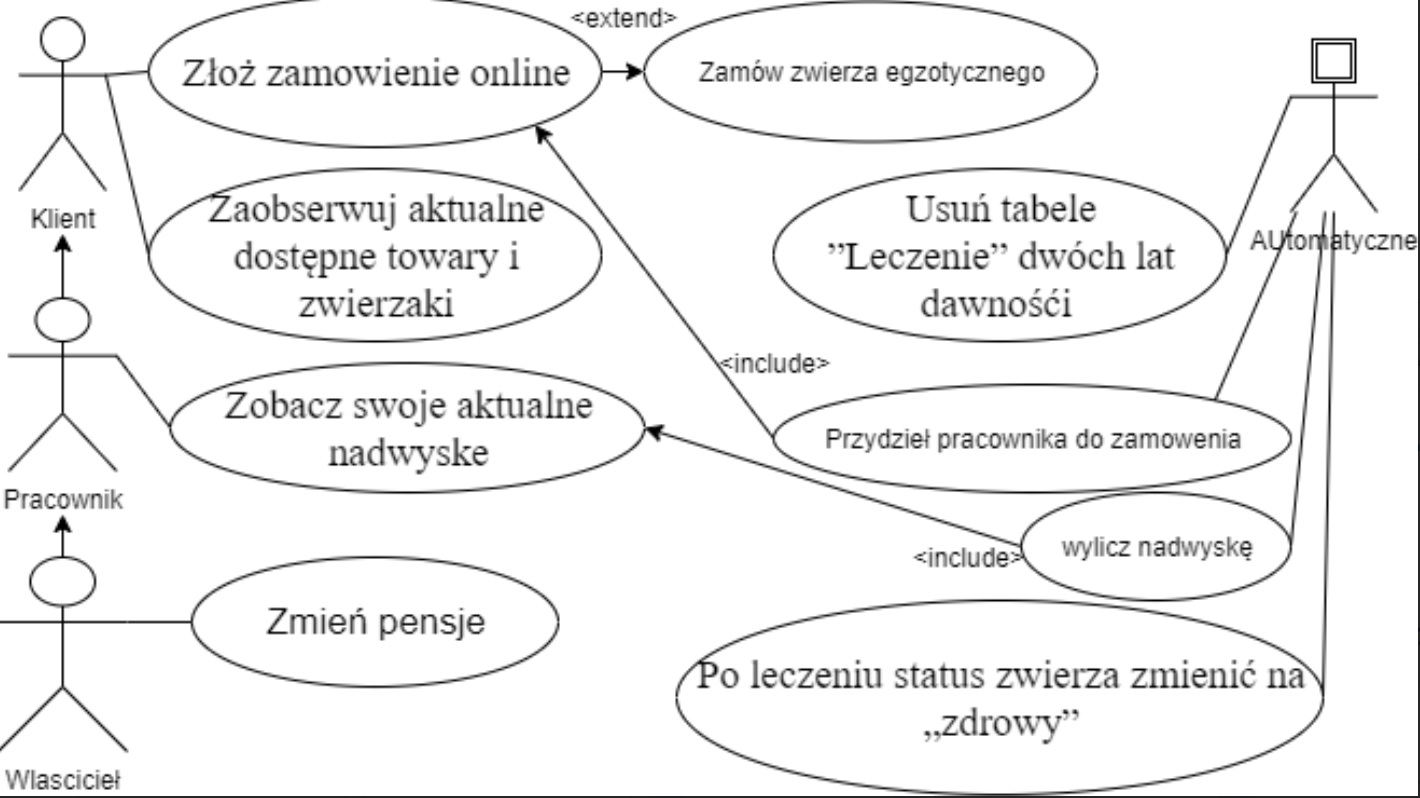 <extend>
Złoż zamowienie online
Zamów zwierza egzotycznego
Klient
Zaobserwuj aktualne
dostępne towary i
zwierzaki
Usuń tabele
”Leczenie” dwóch lat
dawnośći
AUtomatyczne
<include>
Zobacz swoje aktualne
nadwyske
Przydzieł pracownika do zamowenia
Pracownik
<include>
wylicz nadwyskę
Zmień pensje
Po leczeniu status zwierza zmienić na
„zdrowy”
Wlascicieł